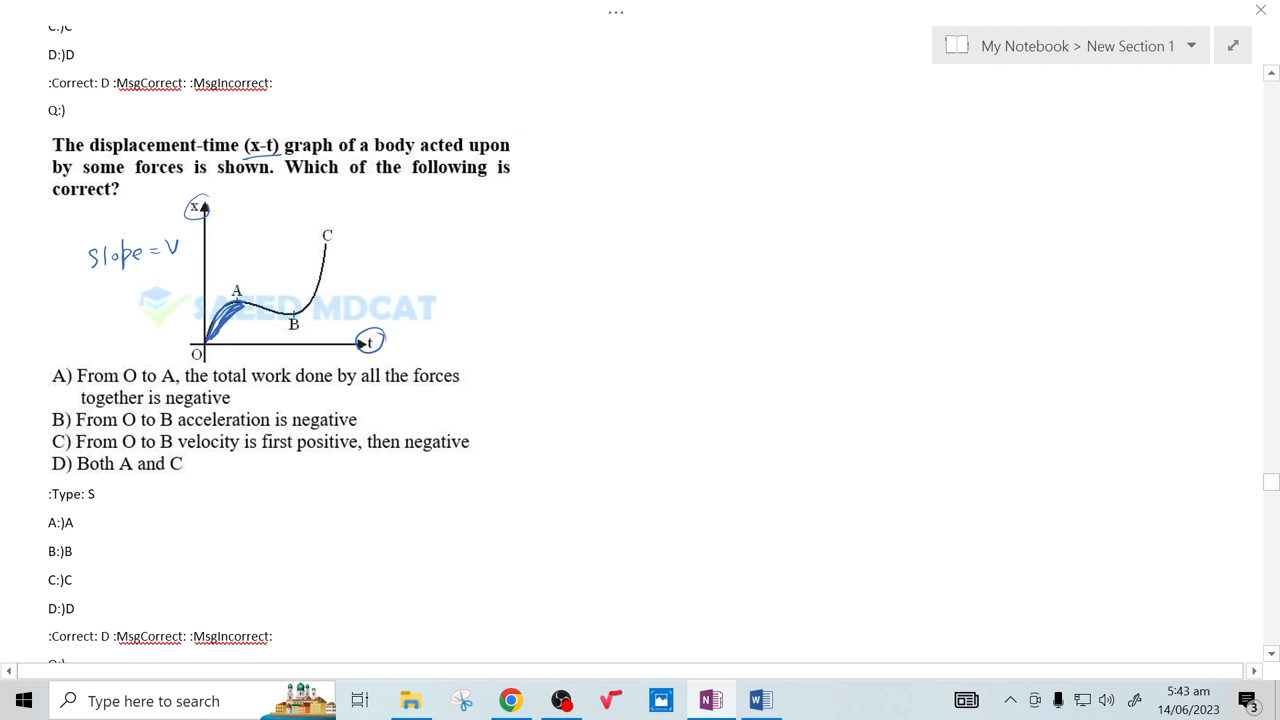 C:)C
D:)D
:Correct: D :MsgCorrect: :MsgIncorrect:
Q:)
My Notebook > New Section 1
The displacement-time (x-t) graph of a body acted upon
by some forces is shown. Which of the following is
correct?
x
slope = V
C
A
SAEED MDCAT
B
t
O
A) From O to A, the total work done by all the forces
together is negative
B) From O to B acceleration is negative
C) From O to B velocity is first positive, then negative
D) Both A and C
:Type: S
A:)A
B:)B
C:)C
D:)D
:Correct: D :MsgCorrect: :MsgIncorrect:
Q:)
Type here to search
5:43 am
14/06/2023
3